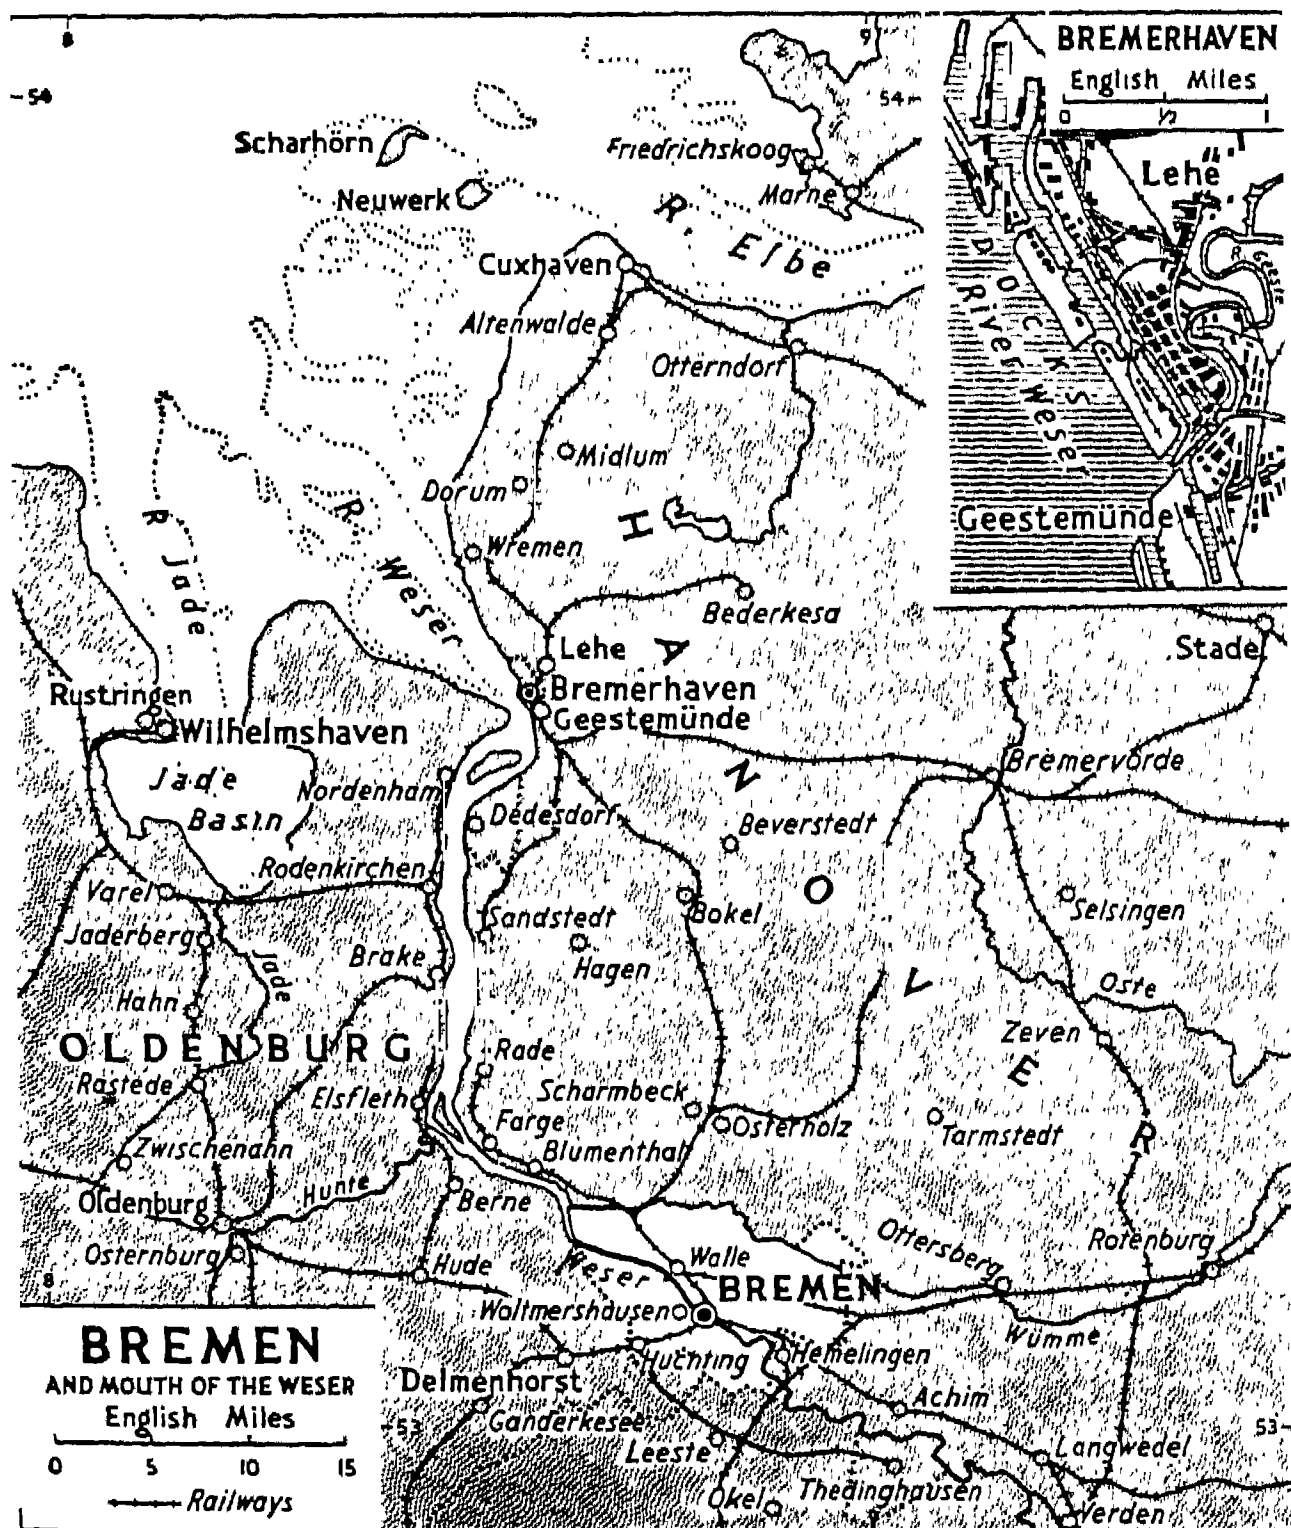 8
9
54
54
BREMERHAVEN
English Miles
0 ½ 1
Scharhörn
Friedrichskoog
Lehe
Neuwerk
Marne
R. Elbe
Cuxhaven
R. Geeste
DOCKS
River Weser
Altenwalde
Otterndorf
Midlum
Dorum
HANOVER
R. Weser
R Jade
Geestemünde
Wremen
Bederkesa
Lehe
Stade
Rüstringen
Bremerhaven
Geestemünde
Wilhelmshaven
Bremervörde
Jade
Basin
Nordenham
Dedesdorf
Beverstedt
Rodenkirchen
Varel
Bokel
Selsingen
Sandstedt
Jaderberg
Brake
Hagen
Jade
Oste
Hahn
Zeven
OLDENBURG
Rade
Rastede
Elsfleth
Scharmbeck
Farge
Osterholz
Tarmstedt
Zwischenahn
Blumenthal
Hunte
Oldenburg
Berne
Ottersberg
Rotenburg
Osternburg
Walle
8
Hude
Weser
BREMEN
Woltmershausen
Wümme
BREMEN
AND MOUTH OF THE WESER
English Miles
0 5 10 15
Railways
Huchting
Hemelingen
Delmenhorst
Achim
Ganderkesee
53
53
Leeste
Langwedel
Thedinghausen
Okel
Verden